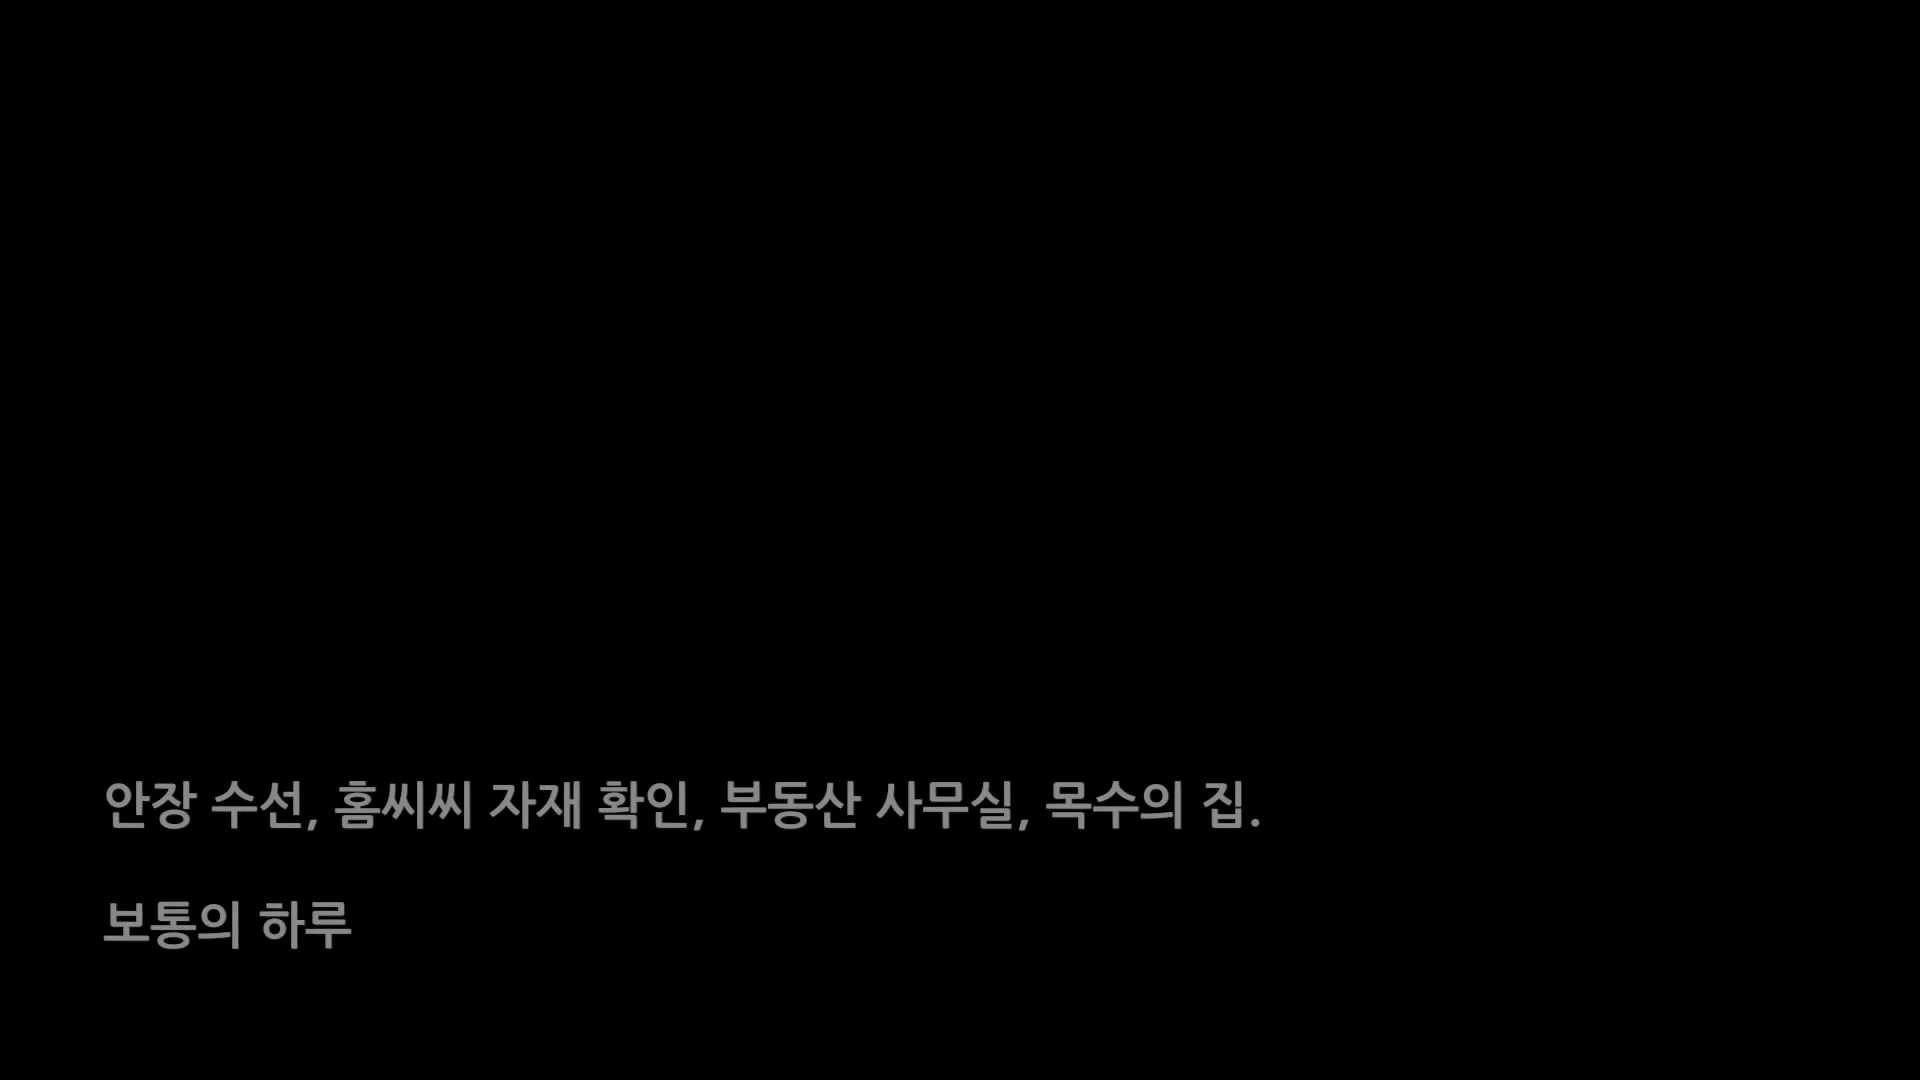 안장 수선, 홈씨씨 자재 확인, 부동산 사무실, 목수의 집.
보통의 하루